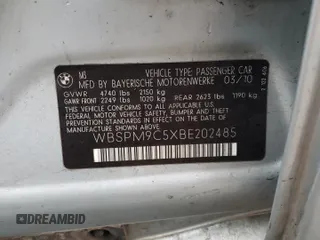 M3 VEHICLE TYPE PASSENGER CAR
MFD BY BAYERISCHE MOTORENWERKE 03/10
GVWR 4740 lbs 2150 kg
GAWR FRONT 2249 lbs 1020 kg REAR 2623 lbs 1190 kg
THIS VEHICLE CONFORMS TO ALL APPLICABLE U.S.
FEDERAL MOTOR VEHICLE SAFETY, BUMPER AND THEFT
PREVENTION STANDARDS IN EFFECT ON THE DATE OF
MANUFACTURE SHOWN ABOVE.
WBSPM9C5XBE202485
©DREAMBID